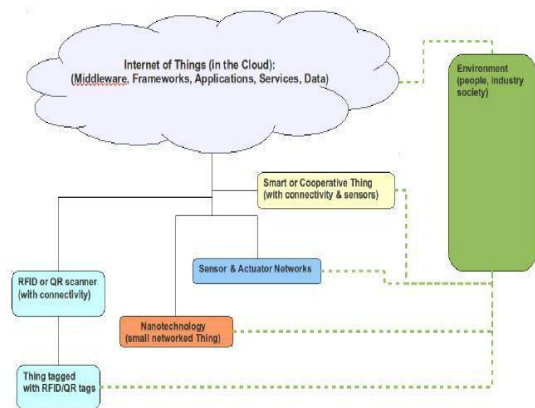 Internet of Things (in the Cloud):
(Middleware, Frameworks, Applications, Services, Data)
Environment
(people, industry
society)
Smart or Cooperative Thing
(with connectivity & sensors)
Sensor & Actuator Networks
RFID or QR scanner
(with connectivity)
Nanotechnology
(small networked Thing)
Thing tagged
with RFID/QR tags